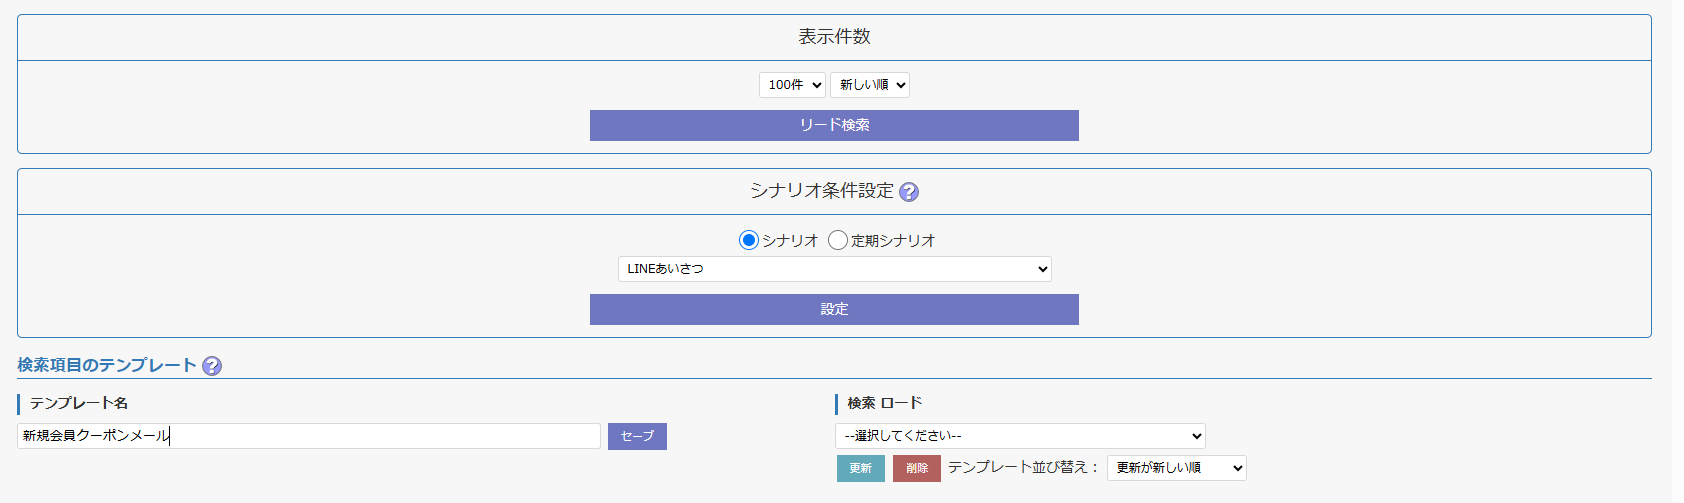 表示件数
100件 新しい順
リード検索
シナリオ条件設定 ?
シナリオ 定期シナリオ
LINEあいさつ
設定
検索項目のテンプレート ?
テンプレート名
新規会員クーポンメール セーブ
検索 ロード
--選択してください--
更新 削除 テンプレート並び替え： 更新が新しい順